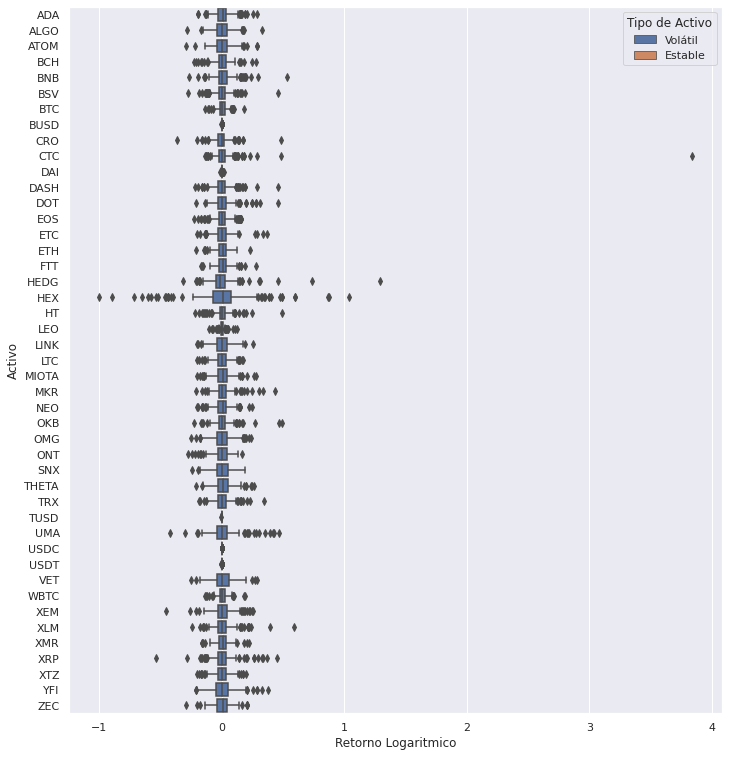 Tipo de Activo
Volátil
Estable
ADA
ALGO
ATOM
BCH
BNB
BSV
BTC
BUSD
CRO
CTC
DAI
DASH
DOT
EOS
ETC
ETH
FTT
HEDG
HEX
HT
LEO
LINK
LTC
MIOTA
MKR
NEO
OKB
OMG
ONT
SNX
THETA
TRX
TUSD
UMA
USDC
USDT
VET
WBTC
XEM
XLM
XMR
XRP
XTZ
YFI
ZEC
Activo
−1 0 1 2 3 4
Retorno Logaritmico